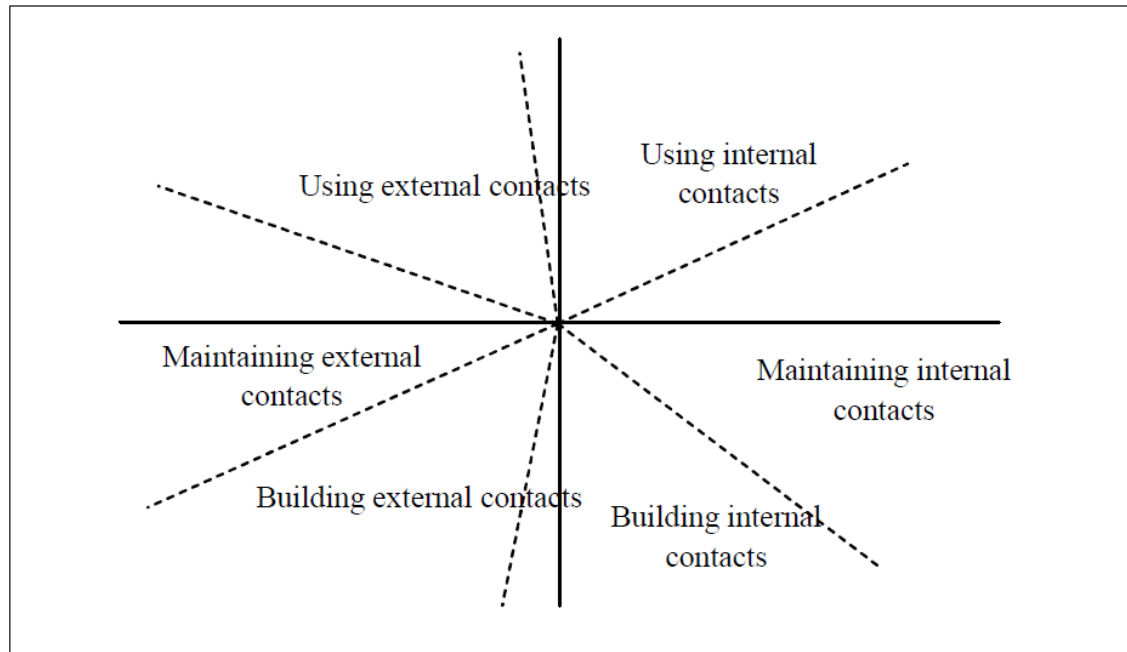 Using internal
contacts
Using external contacts
Maintaining external
contacts
Maintaining internal
contacts
Building external contacts
Building internal
contacts